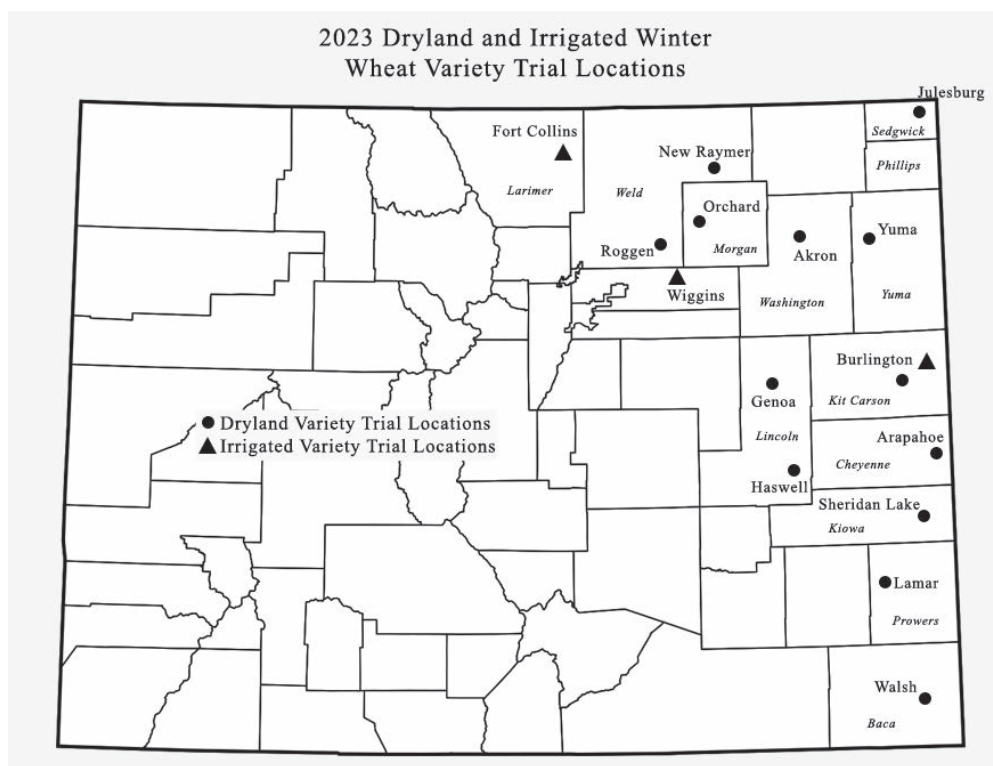 2023 Dryland and Irrigated Winter
Wheat Variety Trial Locations
Julesburg
Sedgwick
Fort Collins
New Raymer
Phillips
Larimer
Weld
Orchard
Yuma
Roggen
Morgan
Akron
Wiggins
Washington
Yuma
Burlington
Genoa
Kit Carson
Dryland Variety Trial Locations
Irrigated Variety Trial Locations
Lincoln
Arapahoe
Cheyenne
Haswell
Sheridan Lake
Kiowa
Lamar
Prowers
Walsh
Baca